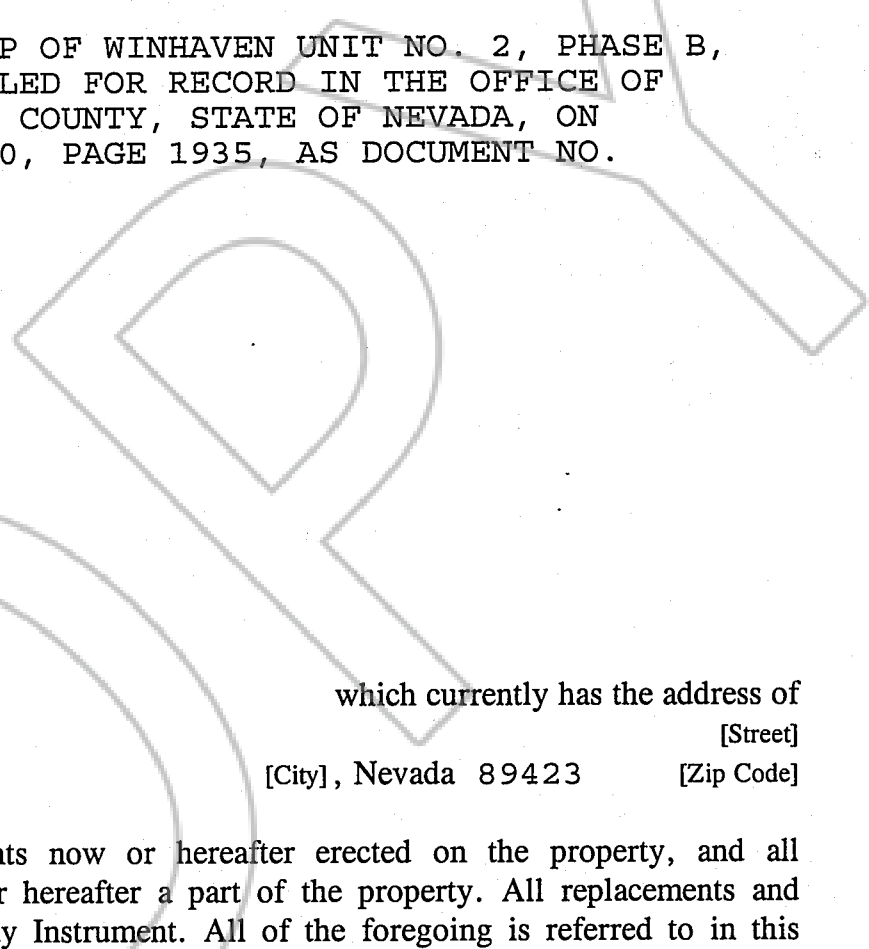 P OF WINHAVEN UNIT NO. 2, PHASE B,
LED FOR RECORD IN THE OFFICE OF
COUNTY, STATE OF NEVADA, ON
0, PAGE 1935, AS DOCUMENT NO.
which currently has the address of
[Street]
[City], Nevada 89423 [Zip Code]
nts now or hereafter erected on the property, and all
r hereafter a part of the property. All replacements and
y Instrument. All of the foregoing is referred to in this